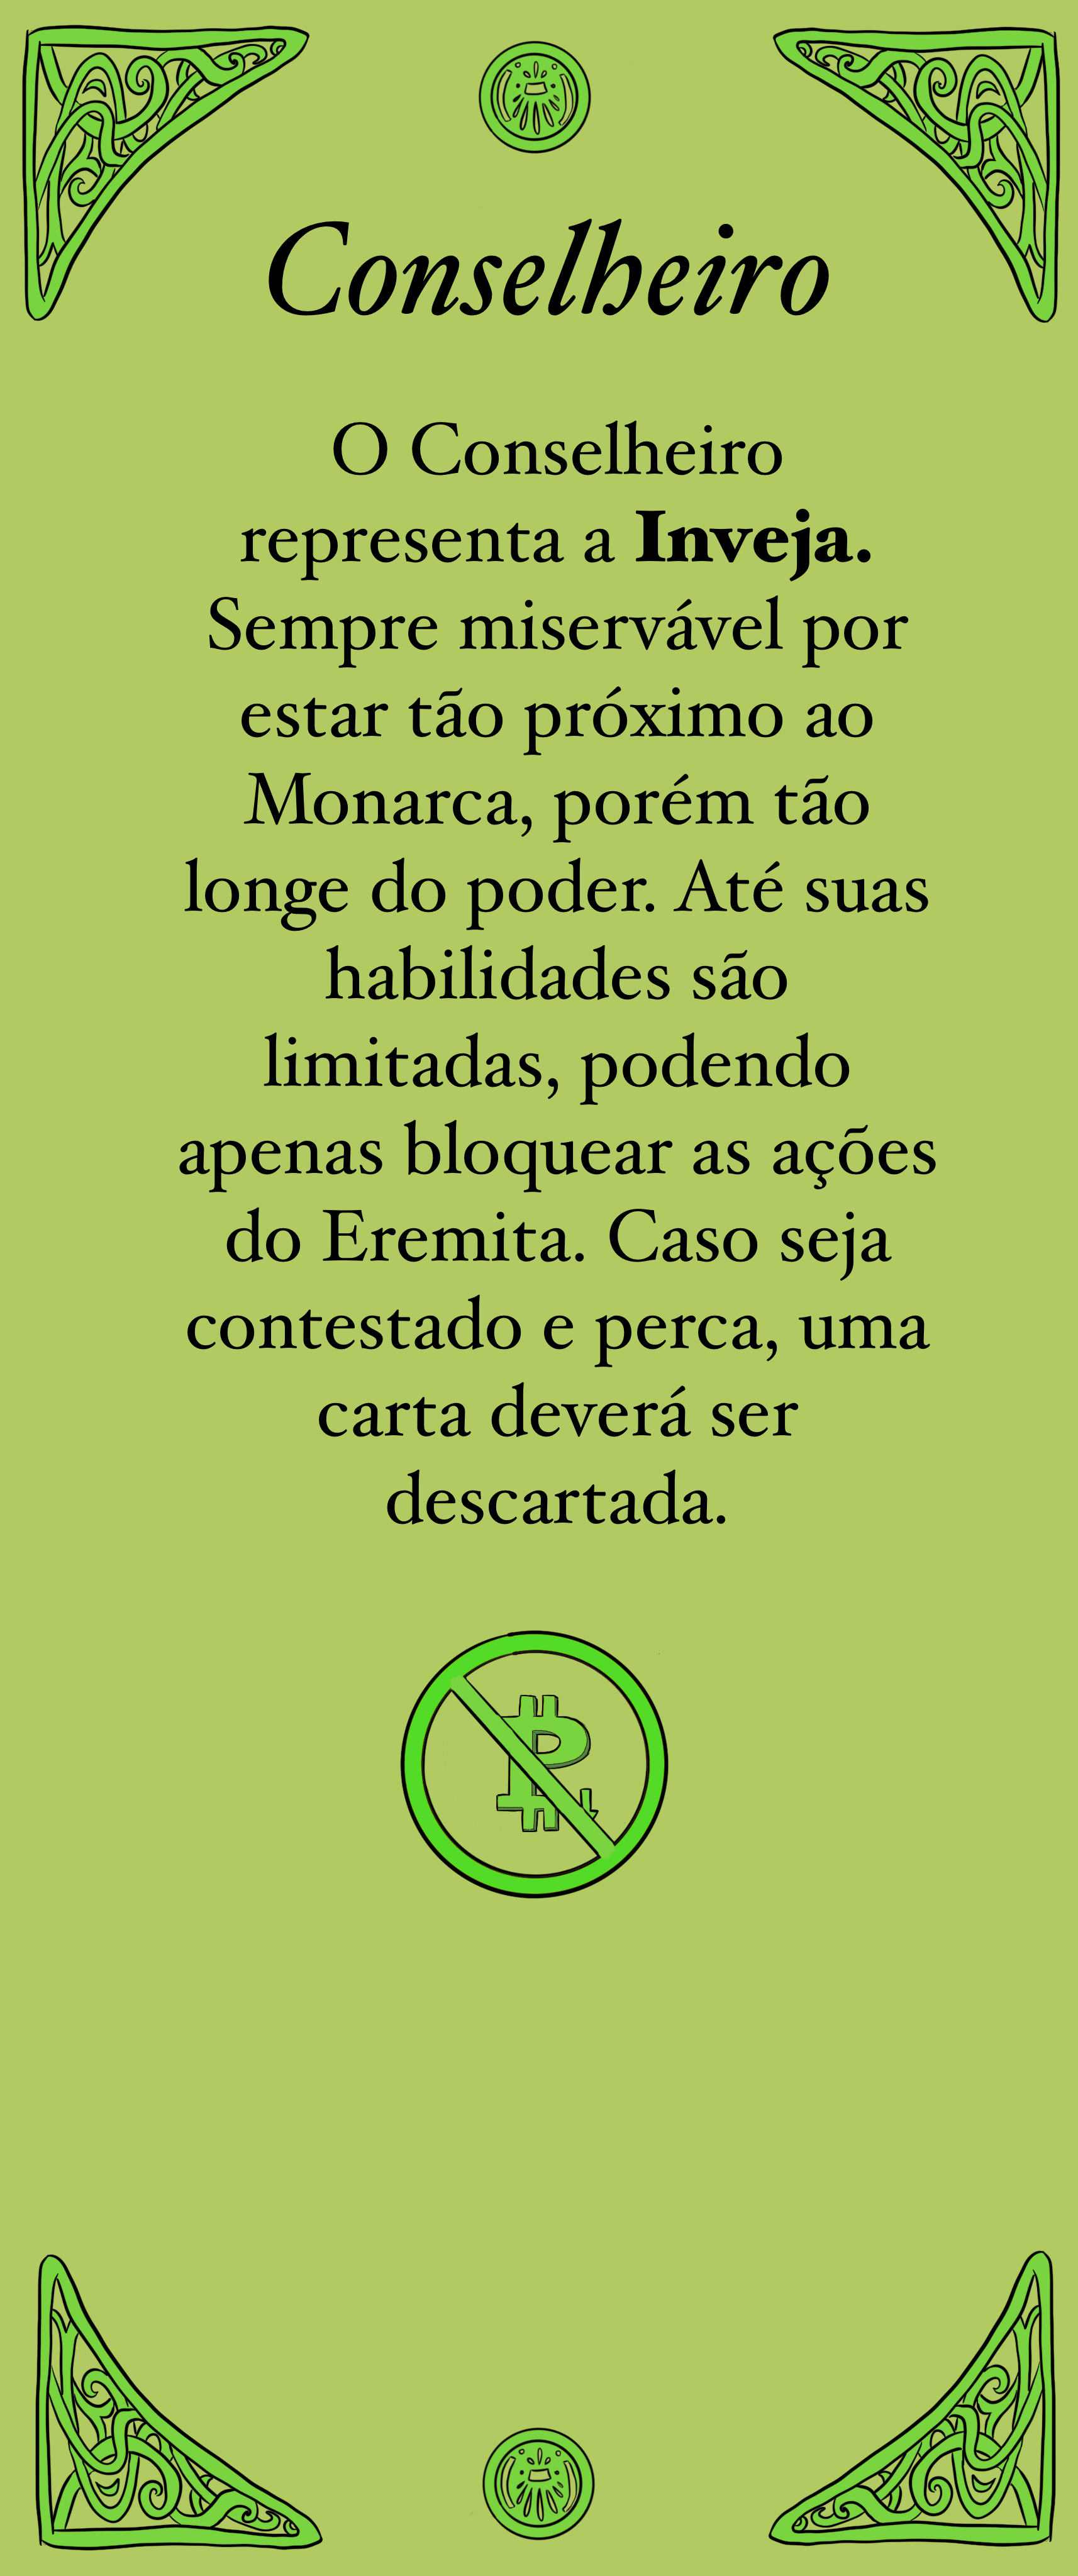 Conselheiro
O Conselheiro
representa a Inveja.
Sempre miservável por
estar tão próximo ao
Monarca, porém tão
longe do poder. Até suas
habilidades são
limitadas, podendo
apenas bloquear as ações
do Eremita. Caso seja
contestado e perca, uma
carta deverá ser
descartada.